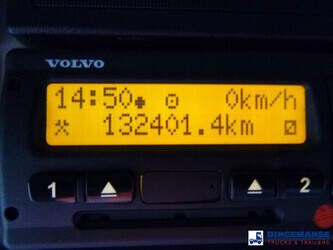 VOLVO
14:50 0km/h
132401.4km
1 2
DINGEMANSE
TRUCKS & TRAILERS